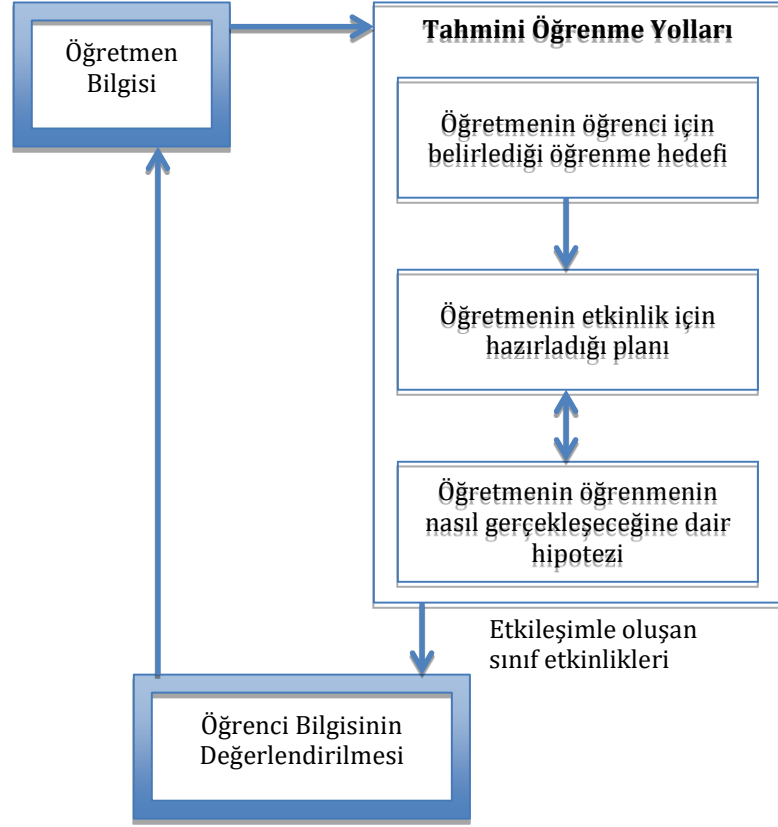 Öğretmen
Bilgisi
Tahmini Öğrenme Yolları
Öğretmenin öğrenci için
belirlediği öğrenme hedefi
Öğretmenin etkinlik için
hazırladığı planı
Öğretmenin öğrenmenin
nasıl gerçekleşeceğine dair
hipotezi
Etkileşimle oluşan
sınıf etkinlikleri
Öğrenci Bilgisinin
Değerlendirilmesi